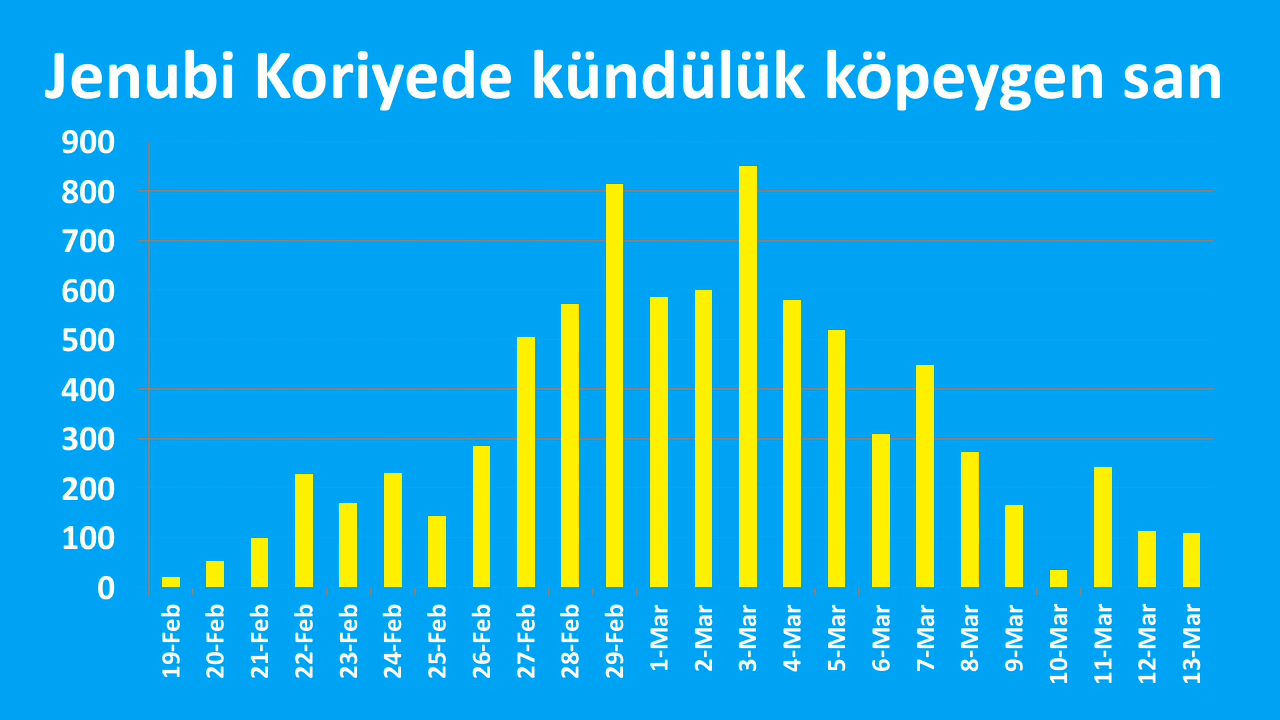 Jenubi Koriyede kündülük köpeygen san
900
800
700
600
500
400
300
200
100
0
19-Feb
20-Feb
21-Feb
22-Feb
23-Feb
24-Feb
25-Feb
26-Feb
27-Feb
28-Feb
29-Feb
1-Mar
2-Mar
3-Mar
4-Mar
5-Mar
6-Mar
7-Mar
8-Mar
9-Mar
10-Mar
11-Mar
12-Mar
13-Mar